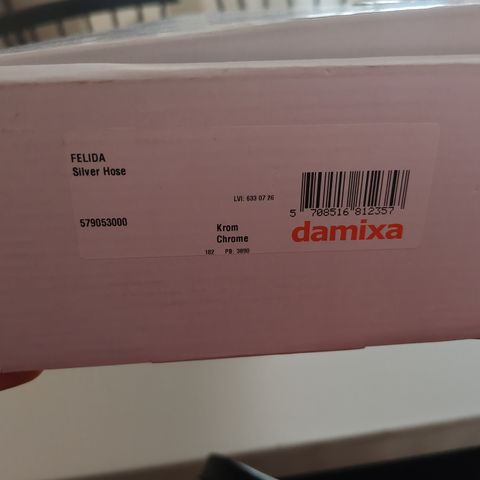 FELIDA
Silver Hose
LVI: 633 07 26
5 708516 812357
579053000
Krom
Chrome
damixa
182 PB: 3890